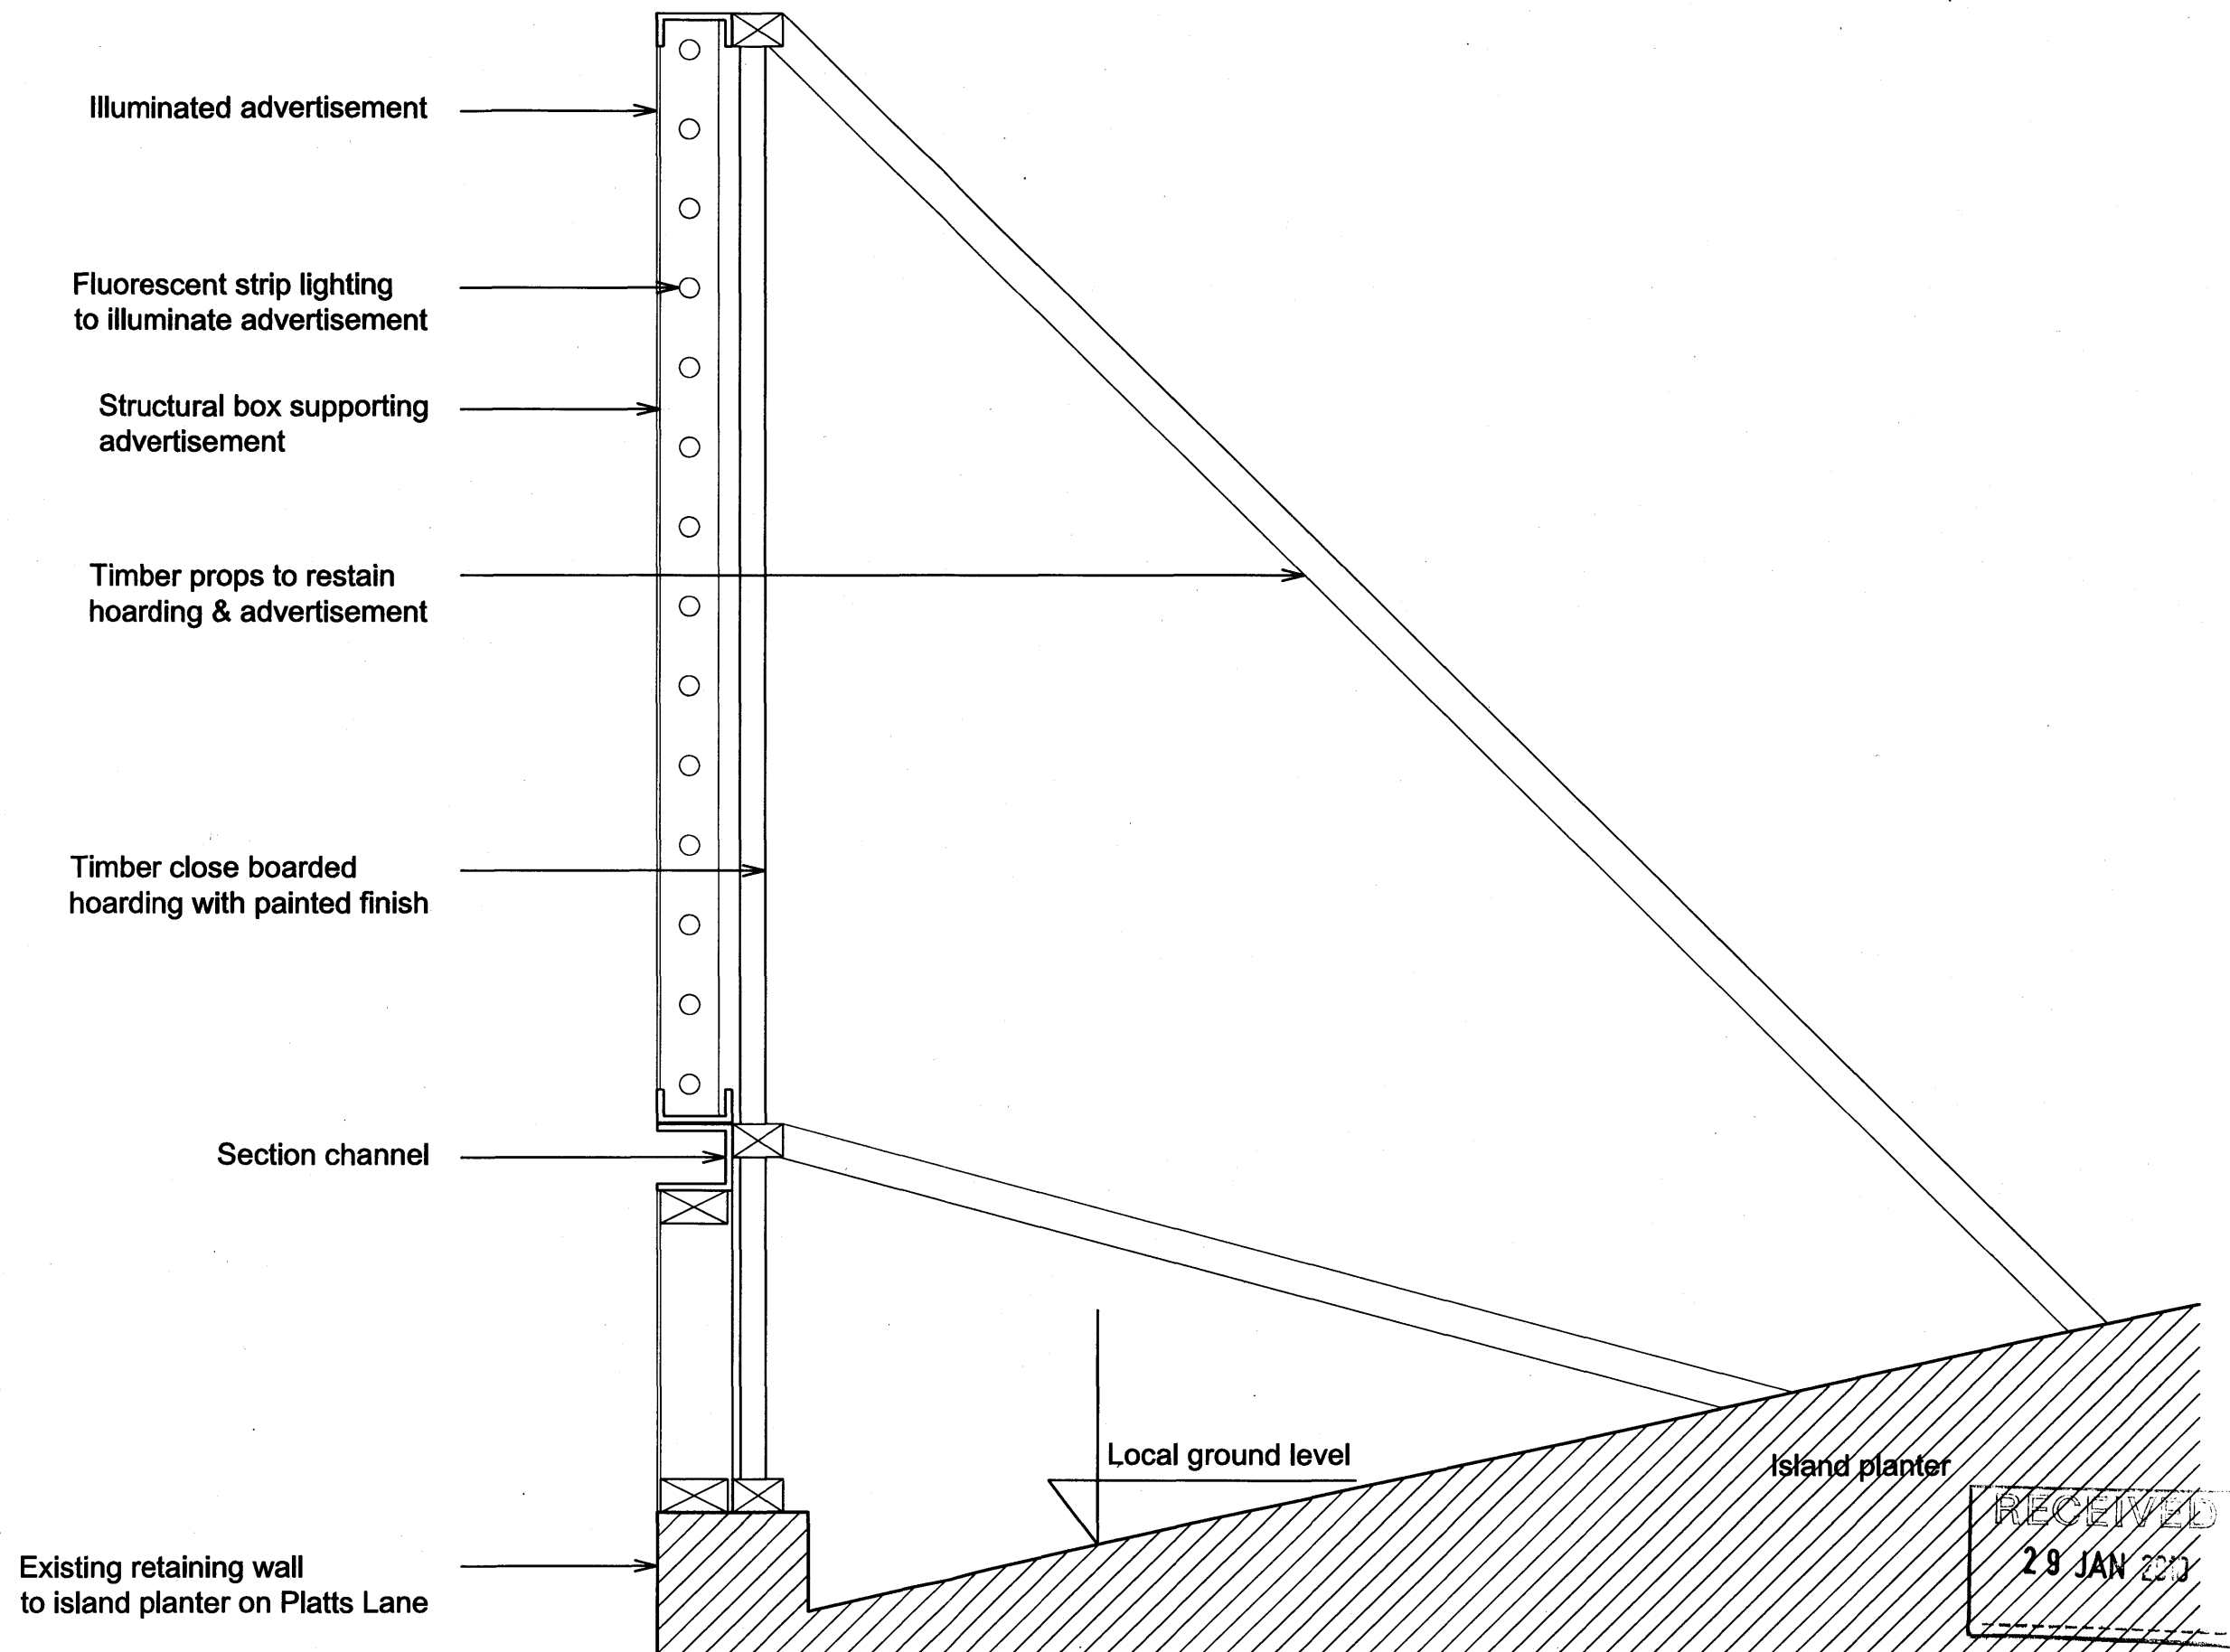 Illuminated advertisement
Fluorescent strip lighting
to illuminate advertisement
Structural box supporting
advertisement
Timber props to restain
hoarding & advertisement
Timber close boarded
hoarding with painted finish
Section channel
Local ground level
Island planter
RECEIVED
29 JAN 2010
Existing retaining wall
to island planter on Platts Lane